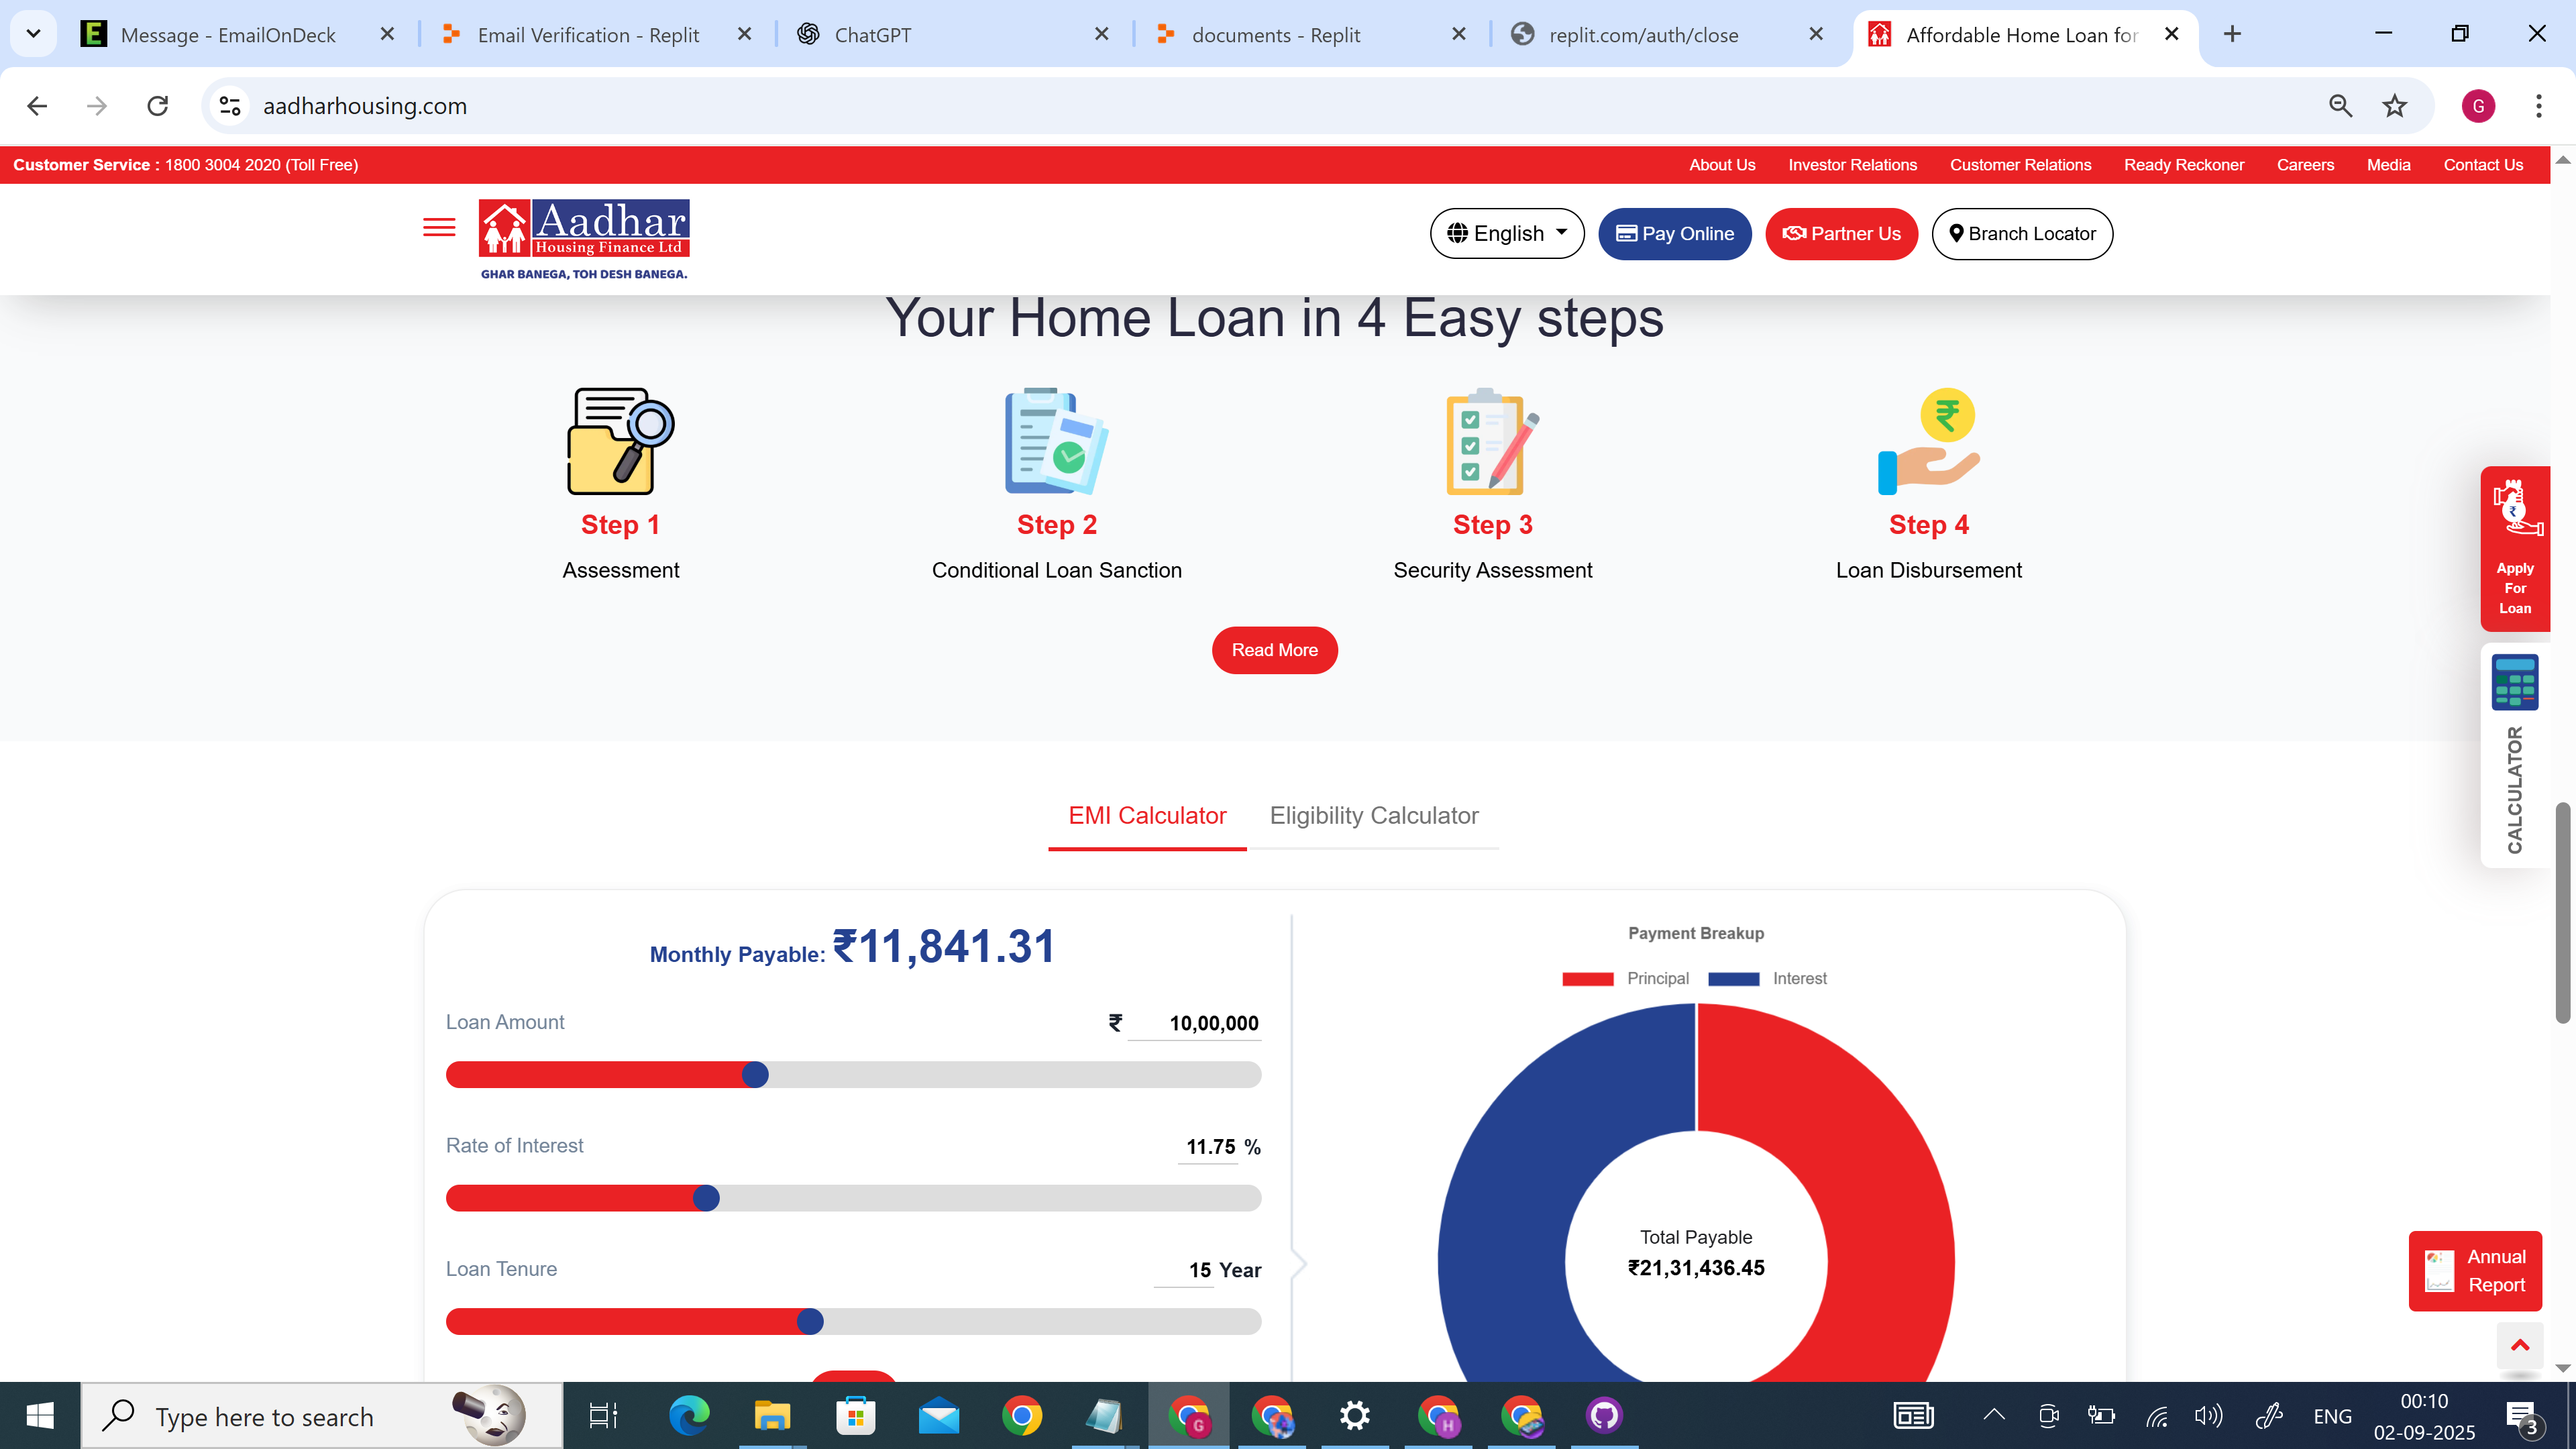 Message - EmailOnDeck
Email Verification - Replit
ChatGPT
documents - Replit
replit.com/auth/close
Affordable Home Loan for
aadharhousing.com
G
Customer Service : 1800 3004 2020 (Toll Free)
About Us
Investor Relations
Customer Relations
Ready Reckoner
Careers
Media
Contact Us
Aadhar
Housing Finance Ltd
GHAR BANEGA, TOH DESH BANEGA.
English
Pay Online
Partner Us
Branch Locator
Your Home Loan in 4 Easy steps
Step 1
Assessment
Step 2
Conditional Loan Sanction
Step 3
Security Assessment
Step 4
Loan Disbursement
Read More
Apply
For
Loan
CALCULATOR
EMI Calculator
Eligibility Calculator
Monthly Payable: ₹11,841.31
Loan Amount
₹ 10,00,000
Rate of Interest
11.75 %
Loan Tenure
15 Year
Payment Breakup
Principal
Interest
Total Payable
₹21,31,436.45
Annual
Report
Type here to search
G
H
ENG
00:10
02-09-2025
3